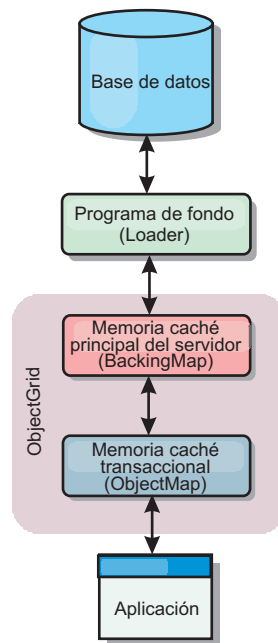 Base de datos
Programa de fondo
(Loader)
ObjectGrid
Memoria caché
principal del servidor
(BackingMap)
Memoria caché
transaccional
(ObjectMap)
Aplicación